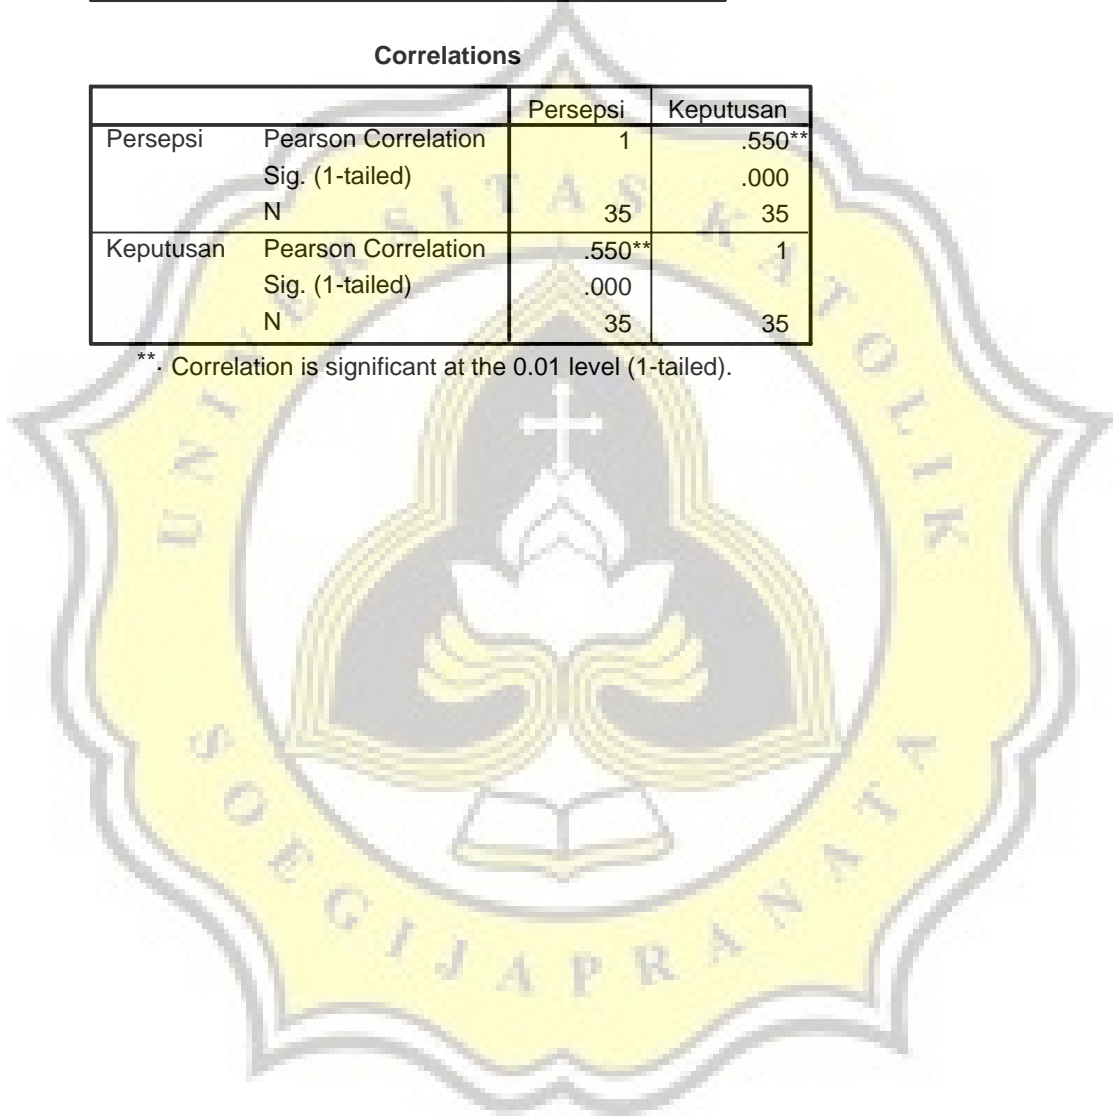 Correlations
Persepsi Keputusan
Persepsi Pearson Correlation 1 .550**
Sig. (1-tailed) .000
N 35 35
Keputusan Pearson Correlation .550** 1
Sig. (1-tailed) .000
N 35 35
**. Correlation is significant at the 0.01 level (1-tailed).
UNIVERSITAS KATOLIK
SOEGIJAPRANATA